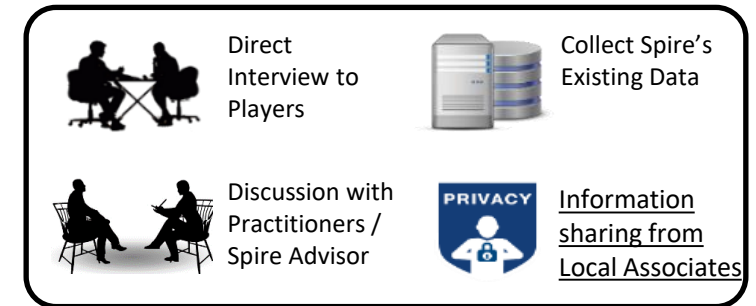 Direct
Interview to
Players
Collect Spire's
Existing Data
Discussion with
Practitioners /
Spire Advisor
PRIVACY
Information
sharing from
Local Associates